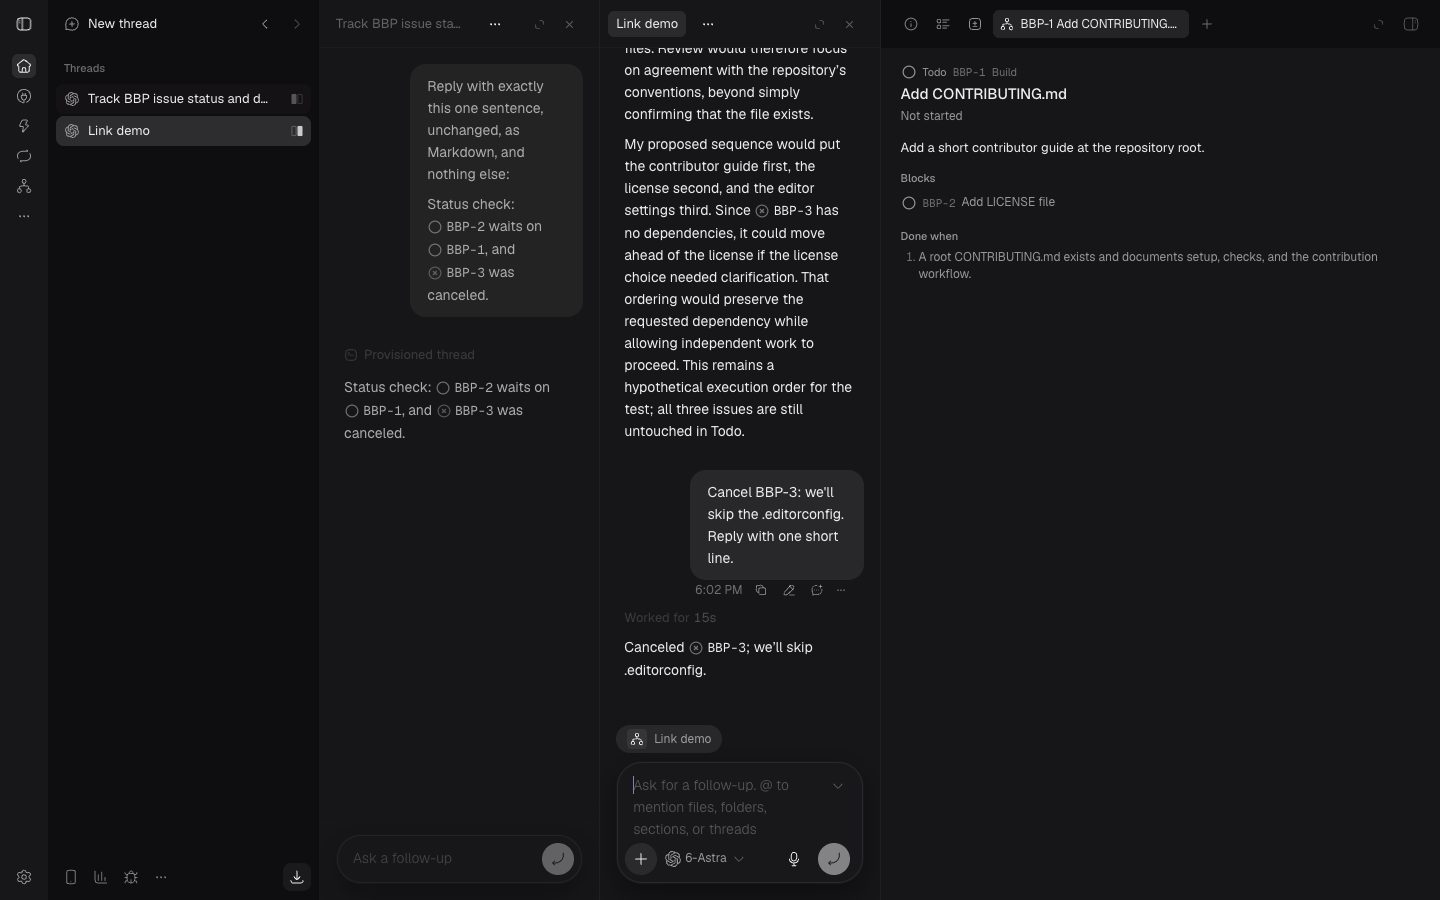 New thread
Threads
Track BBP issue status and d...
Link demo
Track BBP issue sta...
Reply with exactly
this one sentence,
unchanged, as
Markdown, and
nothing else:
Status check:
BBP-2 waits on
BBP-1, and
BBP-3 was
canceled.
Provisioned thread
Status check: BBP-2 waits on
BBP-1, and BBP-3 was
canceled.
Ask a follow-up
Link demo
files. Review would therefore focus
on agreement with the repository's
conventions, beyond simply
confirming that the file exists.
My proposed sequence would put
the contributor guide first, the
license second, and the editor
settings third. Since BBP-3 has
no dependencies, it could move
ahead of the license if the license
choice needed clarification. That
ordering would preserve the
requested dependency while
allowing independent work to
proceed. This remains a
hypothetical execution order for the
test; all three issues are still
untouched in Todo.
Cancel BBP-3: we'll
skip the .editorconfig.
Reply with one short
line.
6:02 PM
Worked for 15s
Canceled BBP-3; we'll skip
.editorconfig.
Link demo
Ask for a follow-up. @ to
mention files, folders,
sections, or threads
6-Astra
BBP-1 Add CONTRIBUTING....
Todo BBP-1 Build
Add CONTRIBUTING.md
Not started
Add a short contributor guide at the repository root.
Blocks
BBP-2 Add LICENSE file
Done when
1. A root CONTRIBUTING.md exists and documents setup, checks, and the contribution
workflow.